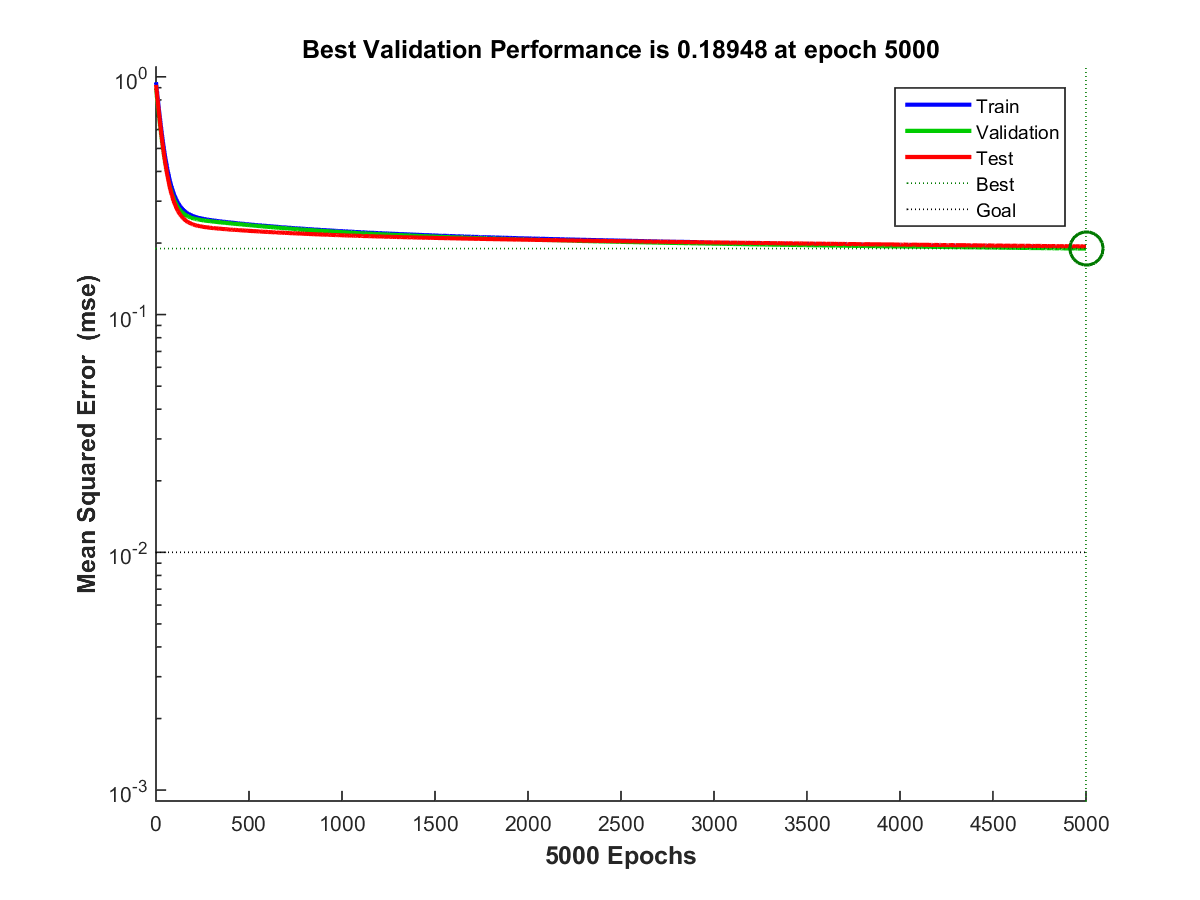 Best Validation Performance is 0.18948 at epoch 5000
Mean Squared Error (mse)
10^0
10^-1
10^-2
10^-3
Train
Validation
Test
Best
Goal
0 500 1000 1500 2000 2500 3000 3500 4000 4500 5000
5000 Epochs